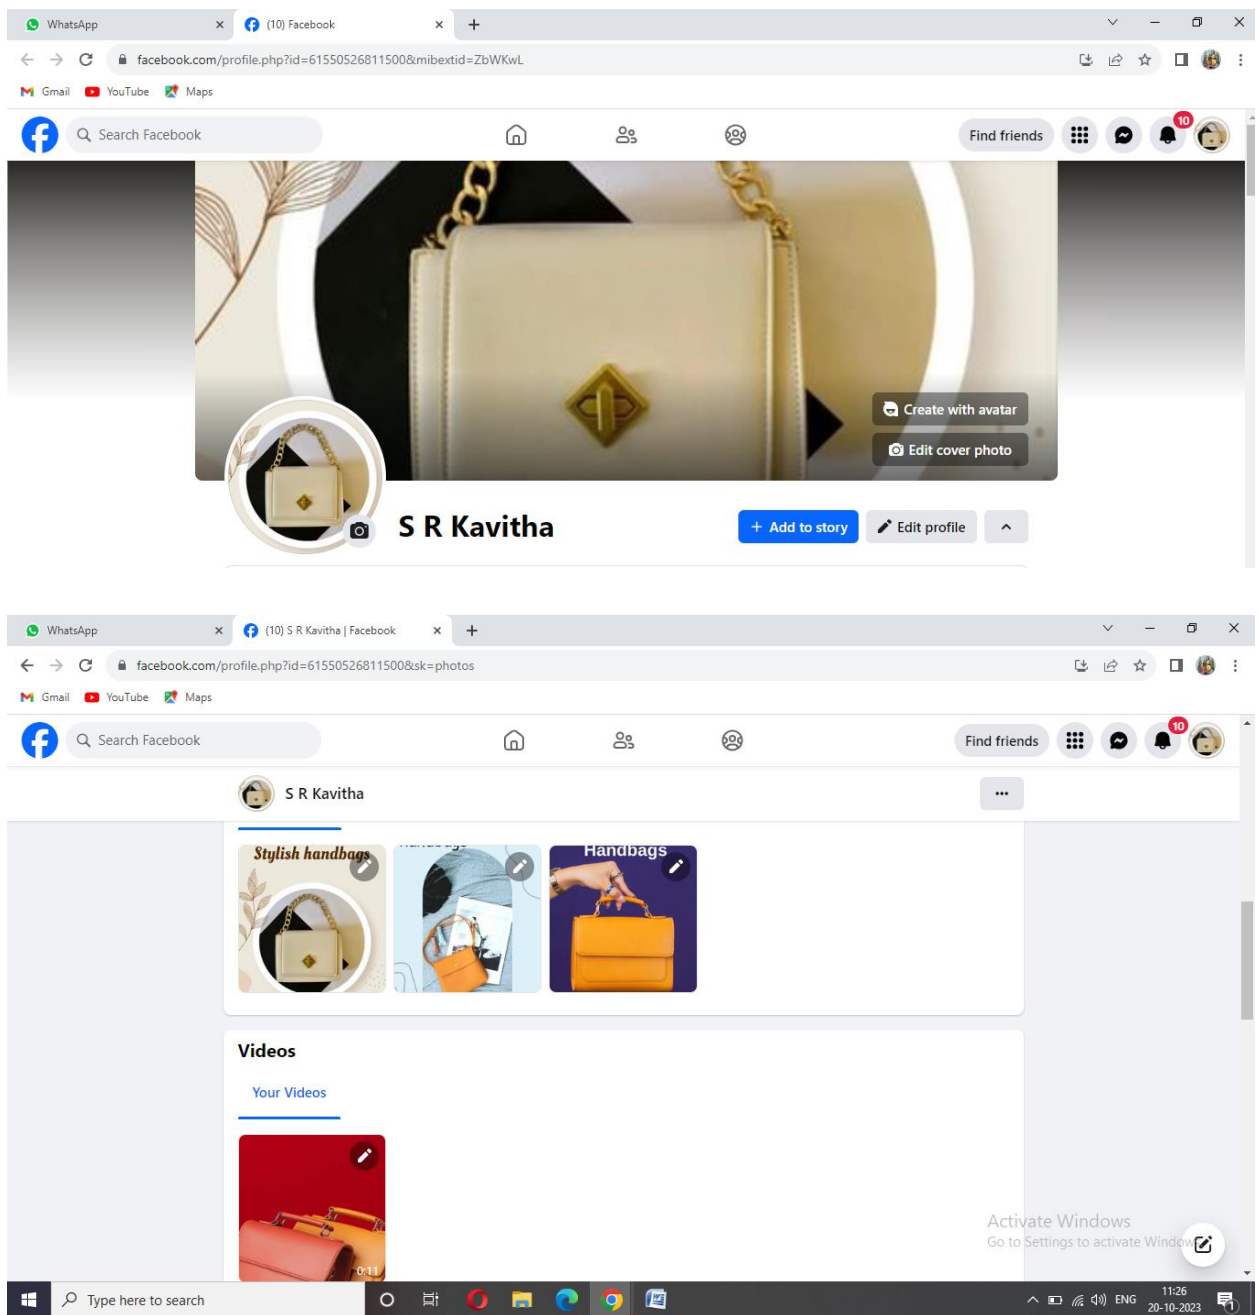 WhatsApp
(10) Facebook
facebook.com/profile.php?id=61550526811500&mibextid=ZbWKwL
Gmail YouTube Maps
Search Facebook
Find friends
10
Create with avatar
Edit cover photo
S R Kavitha
+ Add to story
Edit profile
WhatsApp
(10) S R Kavitha | Facebook
facebook.com/profile.php?id=61550526811500&sk=photos
Gmail YouTube Maps
Search Facebook
Find friends
10
S R Kavitha
Stylish handbags
Handbags
Videos
Your Videos
0:11
Activate Windows
Go to Settings to activate Windows
Type here to search
ENG
11:26
20-10-2023
1